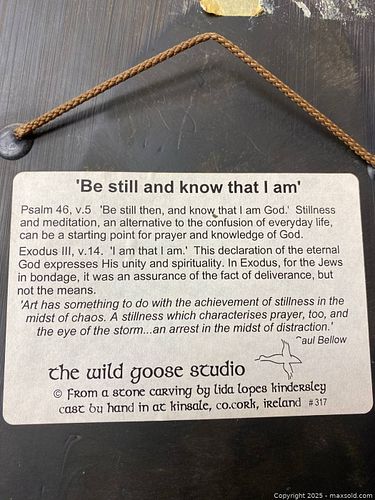 'Be still and know that I am'
Psalm 46, v.5 'Be still then, and know that I am God.' Stillness
and meditation, an alternative to the confusion of everyday life,
can be a starting point for prayer and knowledge of God.
Exodus III, v.14. 'I am that I am.' This declaration of the eternal
God expresses His unity and spirituality. In Exodus, for the Jews
in bondage, it was an assurance of the fact of deliverance, but
not the means.
'Art has something to do with the achievement of stillness in the
midst of chaos. A stillness which characterises prayer, too, and
the eye of the storm...an arrest in the midst of distraction.'
Saul Bellow
the wild goose studio
© From a stone carving by lida lopes kindersley
cast by hand in at kinsale, co.cork, ireland #317
Copyright 2025 - maxsold.com